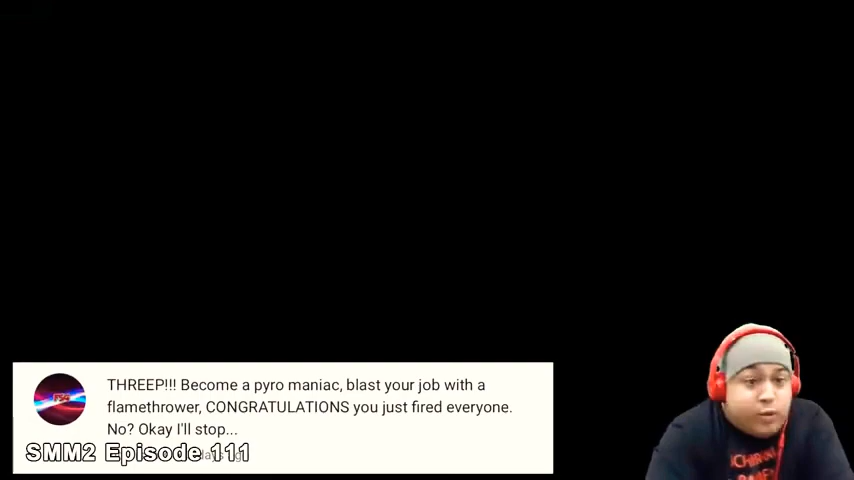 THREEP!!! Become a pyro maniac, blast your job with a
flamethrower, CONGRATULATIONS you just fired everyone.
No? Okay I'll stop...
SMM2 Episode 111